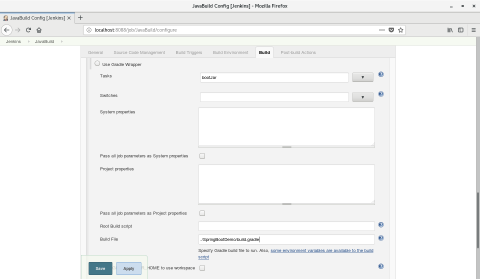 JavaBuild Config [Jenkins] - Mozilla Firefox
JavaBuild Config [Jenkins]
localhost:8080/job/JavaBuild/configure
Jenkins JavaBuild
General Source Code Management Build Triggers Build Environment Build Post-build Actions
Use Gradle Wrapper
Tasks
bootJar
Switches
System properties
Pass all job parameters as System properties
Project properties
Pass all job parameters as Project properties
Root Build script
Build File
Specify Gradle build file to run. Also, some environment variables are available to the build
script
HOME to use workspace
Save Apply